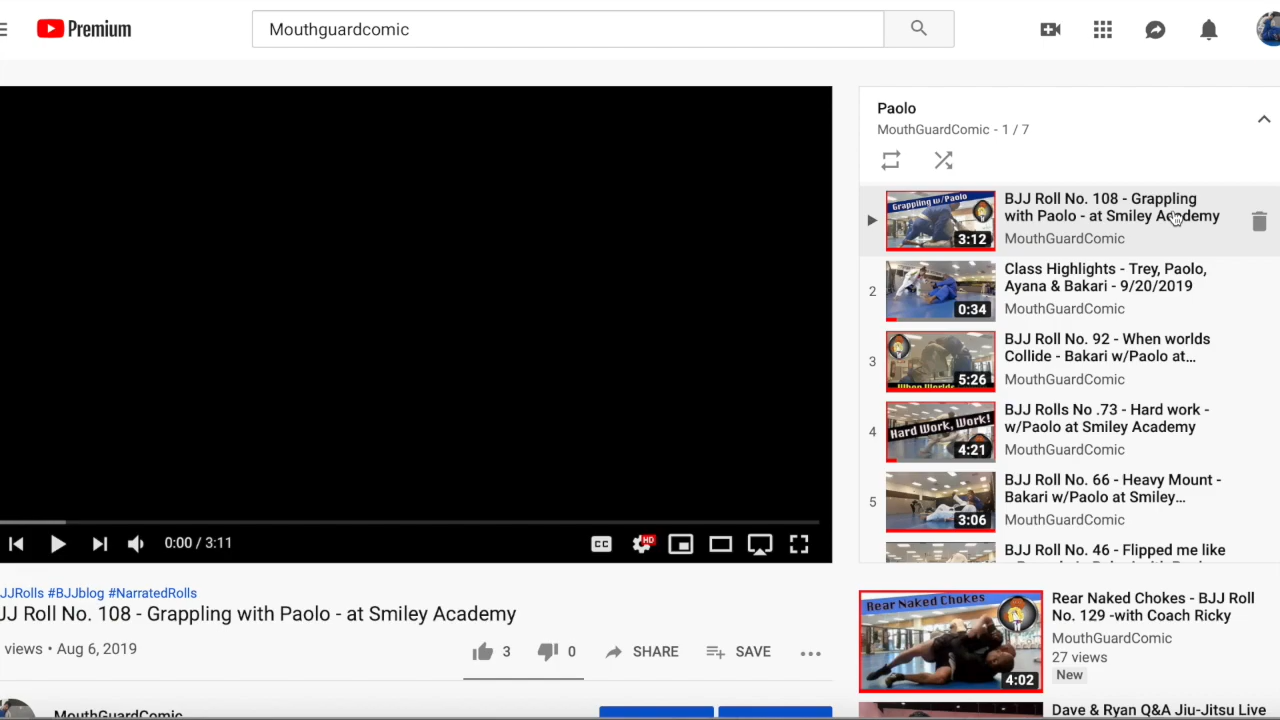 Premium
Mouthguardcomic
Paolo
MouthGuardComic - 1 / 7
Grappling w/Paolo
3:12
BJJ Roll No. 108 - Grappling
with Paolo - at Smiley Academy
MouthGuardComic
2
0:34
Class Highlights - Trey, Paolo,
Ayana & Bakari - 9/20/2019
MouthGuardComic
3
5:26
When Worlds
BJJ Roll No. 92 - When worlds
Collide - Bakari w/Paolo at...
MouthGuardComic
4
Hard Work, Work!
4:21
BJJ Rolls No .73 - Hard work -
w/Paolo at Smiley Academy
MouthGuardComic
5
3:06
BJJ Roll No. 66 - Heavy Mount -
Bakari w/Paolo at Smiley...
MouthGuardComic
BJJ Roll No. 46 - Flipped me like
0:00 / 3:11
CC
HD
JJRolls #BJJblog #NarratedRolls
JJ Roll No. 108 - Grappling with Paolo - at Smiley Academy
views • Aug 6, 2019
3
0
SHARE
SAVE
MouthGuardComic
Rear Naked Chokes
4:02
Rear Naked Chokes - BJJ Roll
No. 129 -with Coach Ricky
MouthGuardComic
27 views
New
Dave & Ryan Q&A Jiu-Jitsu Live